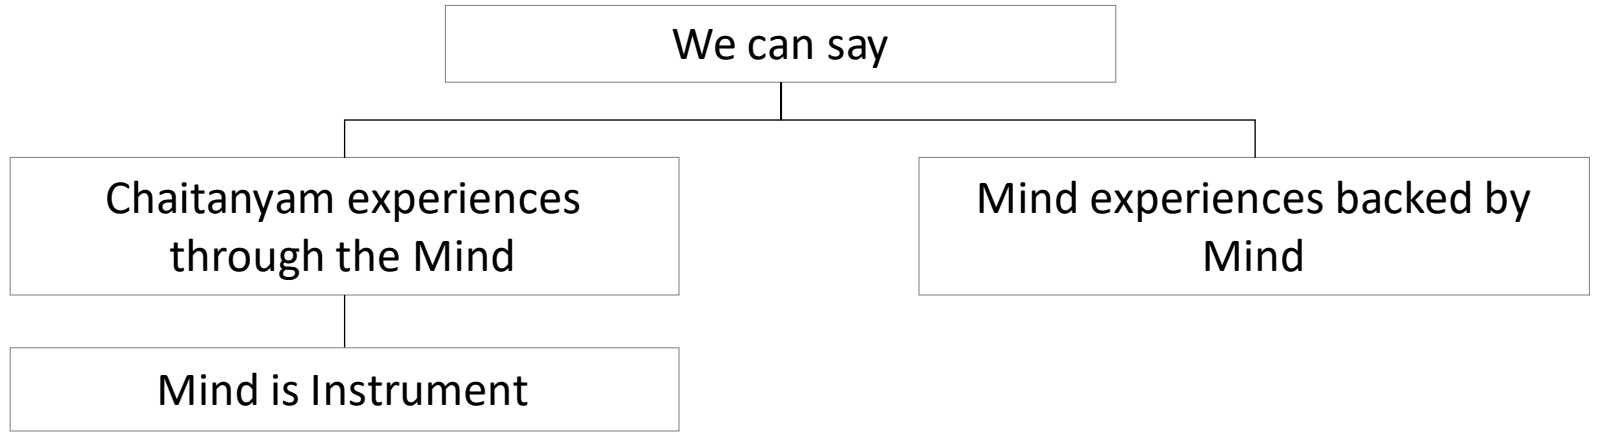 We can say
Chaitanyam experiences
through the Mind
Mind experiences backed by
Mind
Mind is Instrument